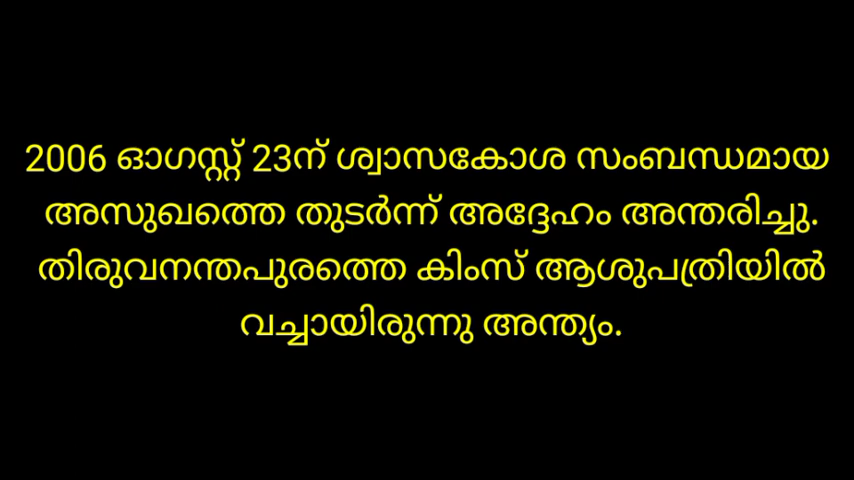 2006 ഓഗസ്റ്റ് 23ന് ശ്വാസകോശ സംബന്ധമായ
അസുഖത്തെ തുടർന്ന് അദ്ദേഹം അന്തരിച്ചു.
തിരുവനന്തപുരത്തെ കിംസ് ആശുപത്രിയിൽ
വച്ചായിരുന്നു അന്ത്യം.